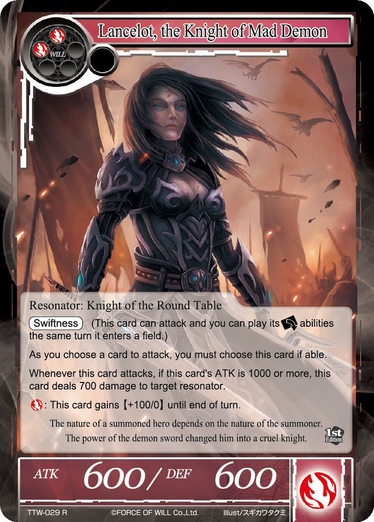 Lancelot, the Knight of Mad Demon
WILL
Resonator: Knight of the Round Table
Swiftness (This card can attack and you can play its abilities
the same turn it enters a field.)
As you choose a card to attack, you must choose this card if able.
Whenever this card attacks, if this card's ATK is 1000 or more, this
card deals 700 damage to target resonator.
: This card gains 【+100/0】 until end of turn.
The nature of a summoned hero depends on the nature of the summoner.
The power of the demon sword changed him into a cruel knight.
1st
Edition
ATK 600 / DEF 600
TTW-029 R ©FORCE OF WILL Co.,Ltd. Illust/スギカワタクミ